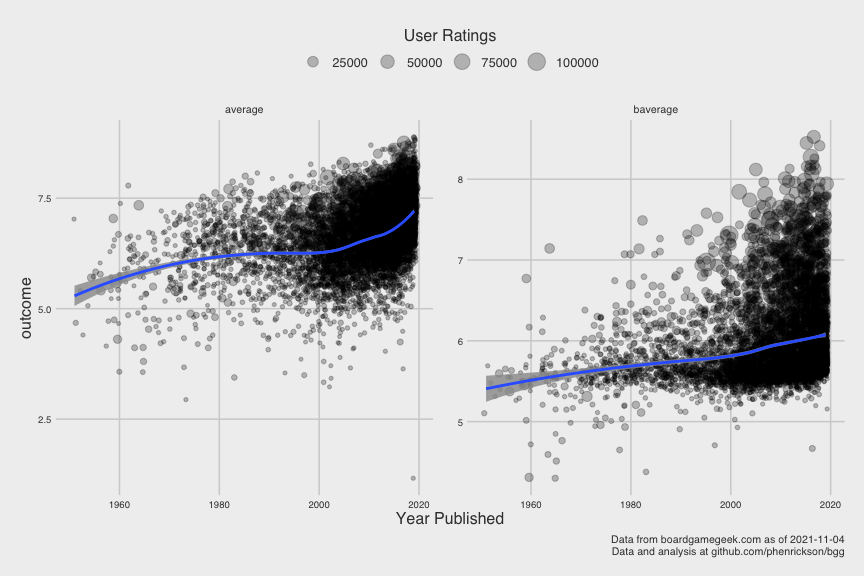 User Ratings
25000 50000 75000 100000
average
baverage
outcome
7.5
5.0
2.5
8
7
6
5
1960 1980 2000 2020
1960 1980 2000 2020
Year Published
Data from boardgamegeek.com as of 2021-11-04
Data and analysis at github.com/phenrickson/bgg